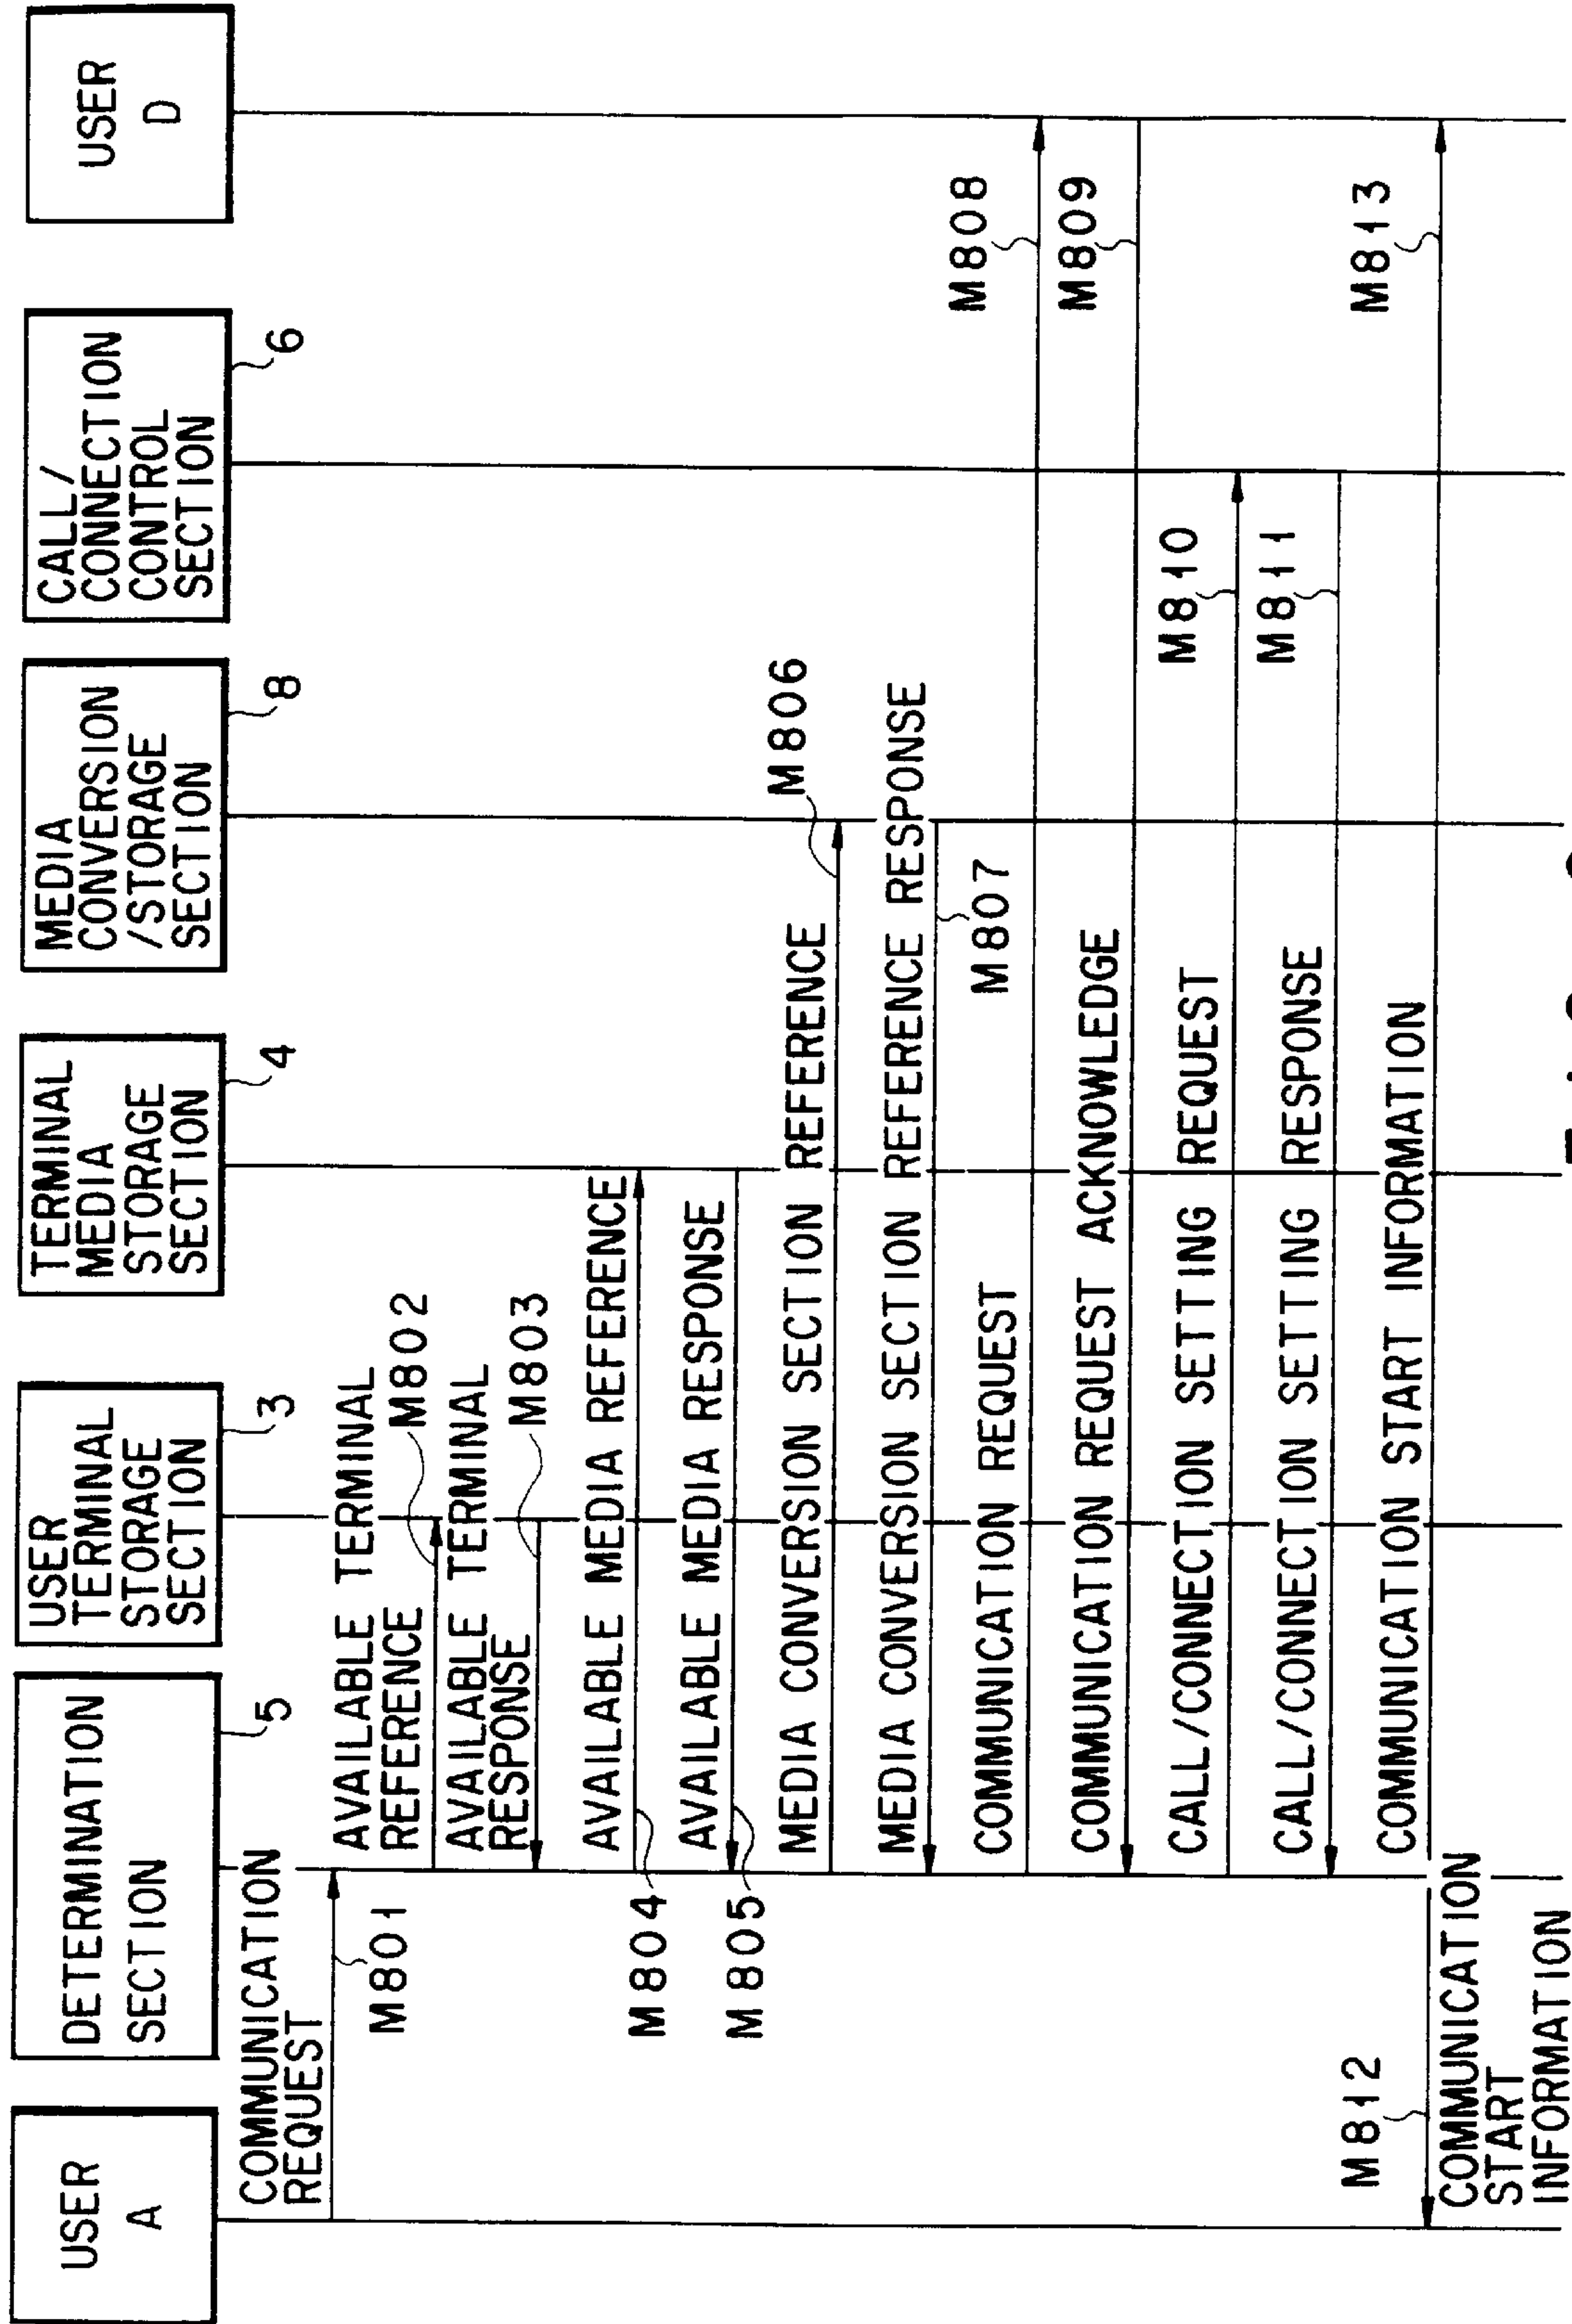 USER
A
DETERMINATION
SECTION
5
USER
TERMINAL
STORAGE
SECTION
3
TERMINAL
MEDIA
STORAGE
SECTION
4
MEDIA
CONVERSION
/STORAGE
SECTION
8
CALL/
CONNECTION
CONTROL
SECTION
6
USER
D
COMMUNICATION
REQUEST
M801
AVAILABLE TERMINAL
REFERENCE
M802
AVAILABLE TERMINAL
RESPONSE
M803
AVAILABLE MEDIA REFERENCE
M804
AVAILABLE MEDIA RESPONSE
M805
MEDIA CONVERSION SECTION REFERENCE
M806
MEDIA CONVERSION SECTION REFERENCE RESPONSE
M807
COMMUNICATION REQUEST
M808
COMMUNICATION REQUEST ACKNOWLEDGE
M809
CALL/CONNECTION SETTING REQUEST
M810
CALL/CONNECTION SETTING RESPONSE
M811
COMMUNICATION START INFORMATION
M813
M812
COMMUNICATION
START
INFORMATION